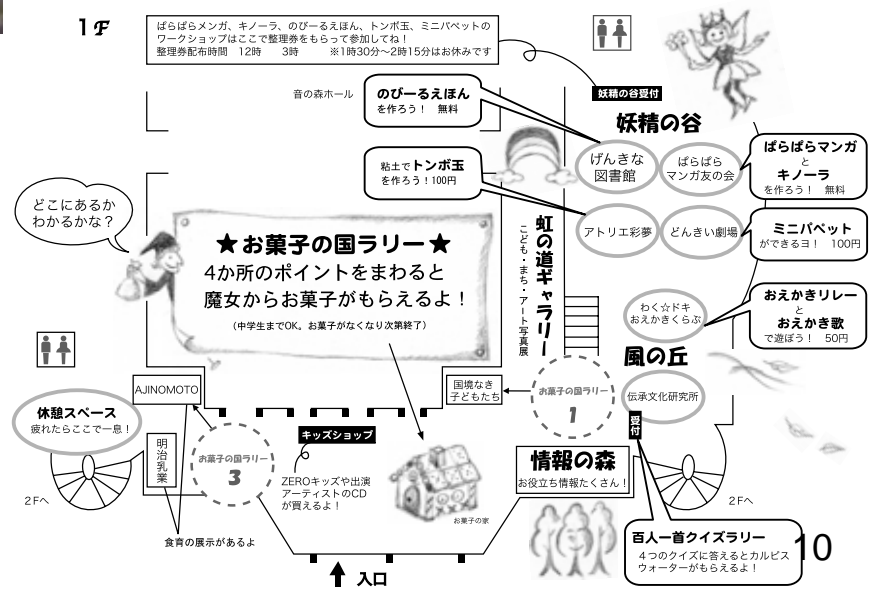 1F
ぱらぱらメンガ、キノーラ、のびーるえほん、トンボ玉、ミニパペットの
ワークショップはここで整理券をもらって参加してね！
整理券配布時間　12時　　3時　　※1時30分～2時15分はお休みです
妖精の谷受付
妖精の谷
音の森ホール
のびーるえほん
を作ろう！　無料
粘土でトンボ玉
を作ろう！100円
げんきな
図書館
ぱらぱら
マンガ友の会
ぱらぱらマンガ
と
キノーラ
を作ろう！　無料
アトリエ彩夢
どんきい劇場
ミニパペット
ができるヨ！　100円
どこにあるか
わかるかな？
★お菓子の国ラリー★
4か所のポイントをまわると
魔女からお菓子がもらえるよ！
（中学生までOK。お菓子がなくなり次第終了）
虹の道ギャラリー
こども・まち・アート写真展
わく☆ドキ
おえかきくらぶ
おえかきリレー
と
おえかき歌
で遊ぼう！　50円
風の丘
伝承文化研究所
受付
AJINOMOTO
国境なき
子どもたち
お菓子の国ラリー
1
休憩スペース
疲れたらここで一息！
明治乳業
お菓子の国ラリー
3
キッズショップ
ZEROキッズや出演
アーティストのCD
が買えるよ！
お菓子の家
情報の森
お役立ち情報たくさん！
2Fへ
2Fへ
食育の展示があるよ
百人一首クイズラリー
４つのクイズに答えるとカルピス
ウォーターがもらえるよ！
10
入口